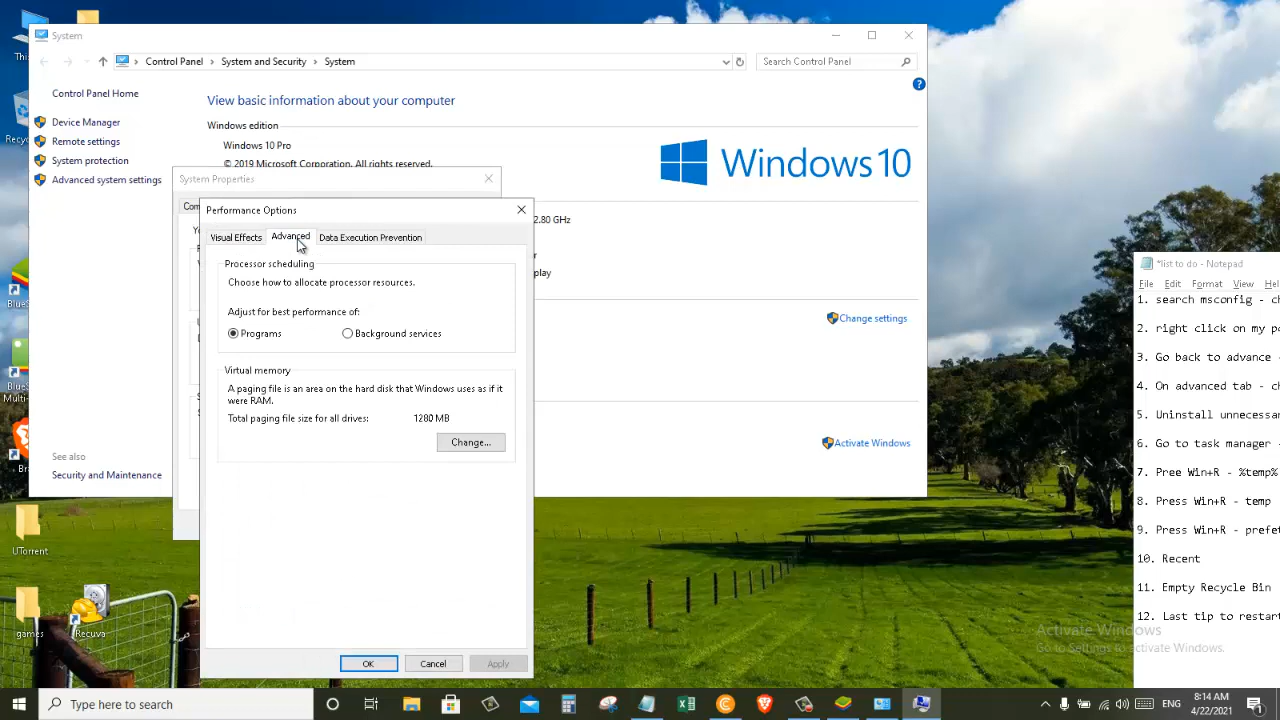 System
Control Panel
System and Security
System
Search Control Panel
Control Panel Home
Device Manager
Remote settings
System protection
Advanced system settings
See also
Security and Maintenance
View basic information about your computer
Windows edition
Windows 10 Pro
© 2019 Microsoft Corporation. All rights reserved.
Windows 10
2.80 GHz
play
Change settings
Activate Windows
System Properties
Performance Options
Visual Effects
Advanced
Data Execution Prevention
Processor scheduling
Choose how to allocate processor resources.
Adjust for best performance of:
Programs
Background services
Virtual memory
A paging file is an area on the hard disk that Windows uses as if it
were RAM.
Total paging file size for all drives:
1280 MB
Change...
OK
Cancel
Apply
*list to do - Notepad
File
Edit
Format
View
Hel
1. search msconfig - c
2. right click on my p
3. Go back to advance
4. On advanced tab - c
5. Uninstall unnecessa
6. Go to task manager
7. Pree Win+R - %temp%
8. Press Win+R - temp
9. Press Win+R - prefe
10. Recent
11. Empty Recycle Bin
12. Last tip to restar
Activate Windows
Go to Settings to activate Windows.
UTorrent
games
Recuva
Type here to search
8:14 AM
4/22/2021